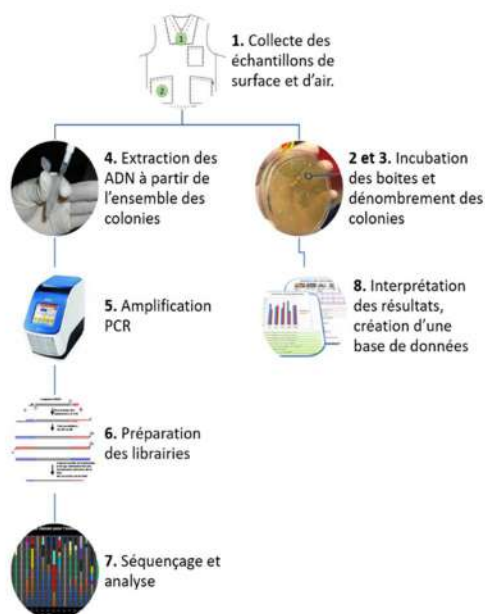 1
2
1. Collecte des
échantillons de
surface et d'air.
4. Extraction des
ADN à partir de
l'ensemble des
colonies
2 et 3. Incubation
des boites et
dénombrement des
colonies
5. Amplification
PCR
8. Interprétation
des résultats,
création d'une
base de données
6. Préparation
des librairies
7. Séquençage et
analyse